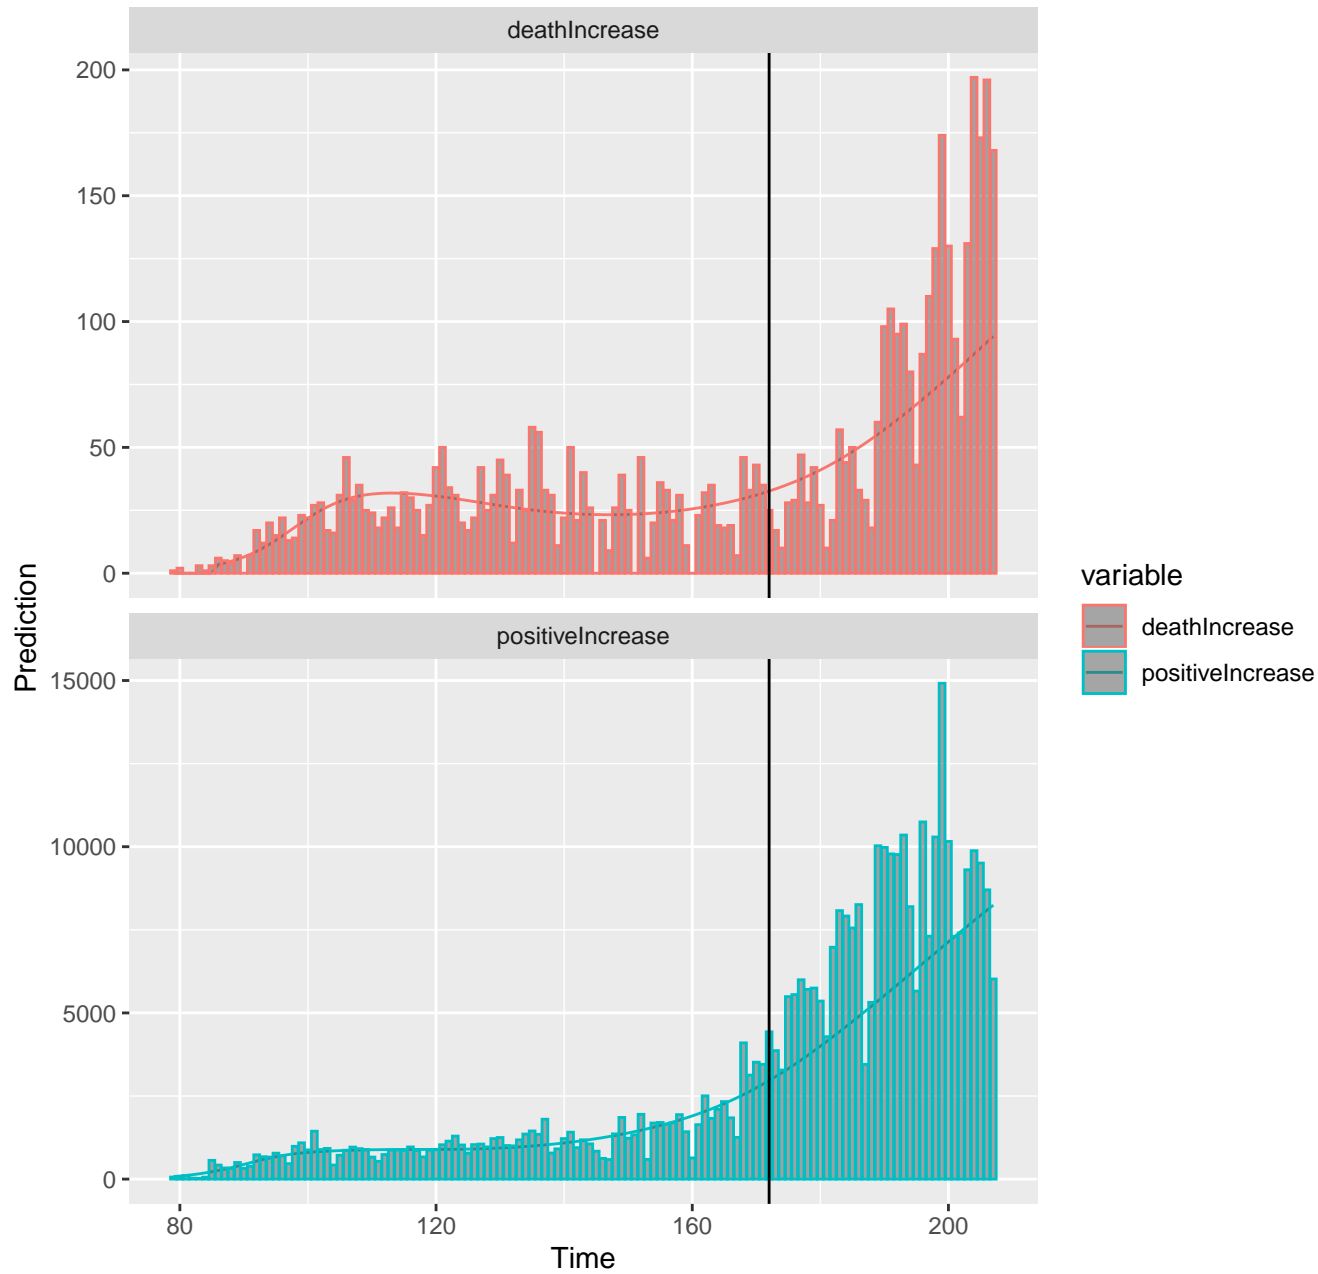 deathIncrease
200
150
100
50
0
positiveIncrease
15000
10000
5000
0
80 120 160 200
Time
Prediction
variable
deathIncrease
positiveIncrease